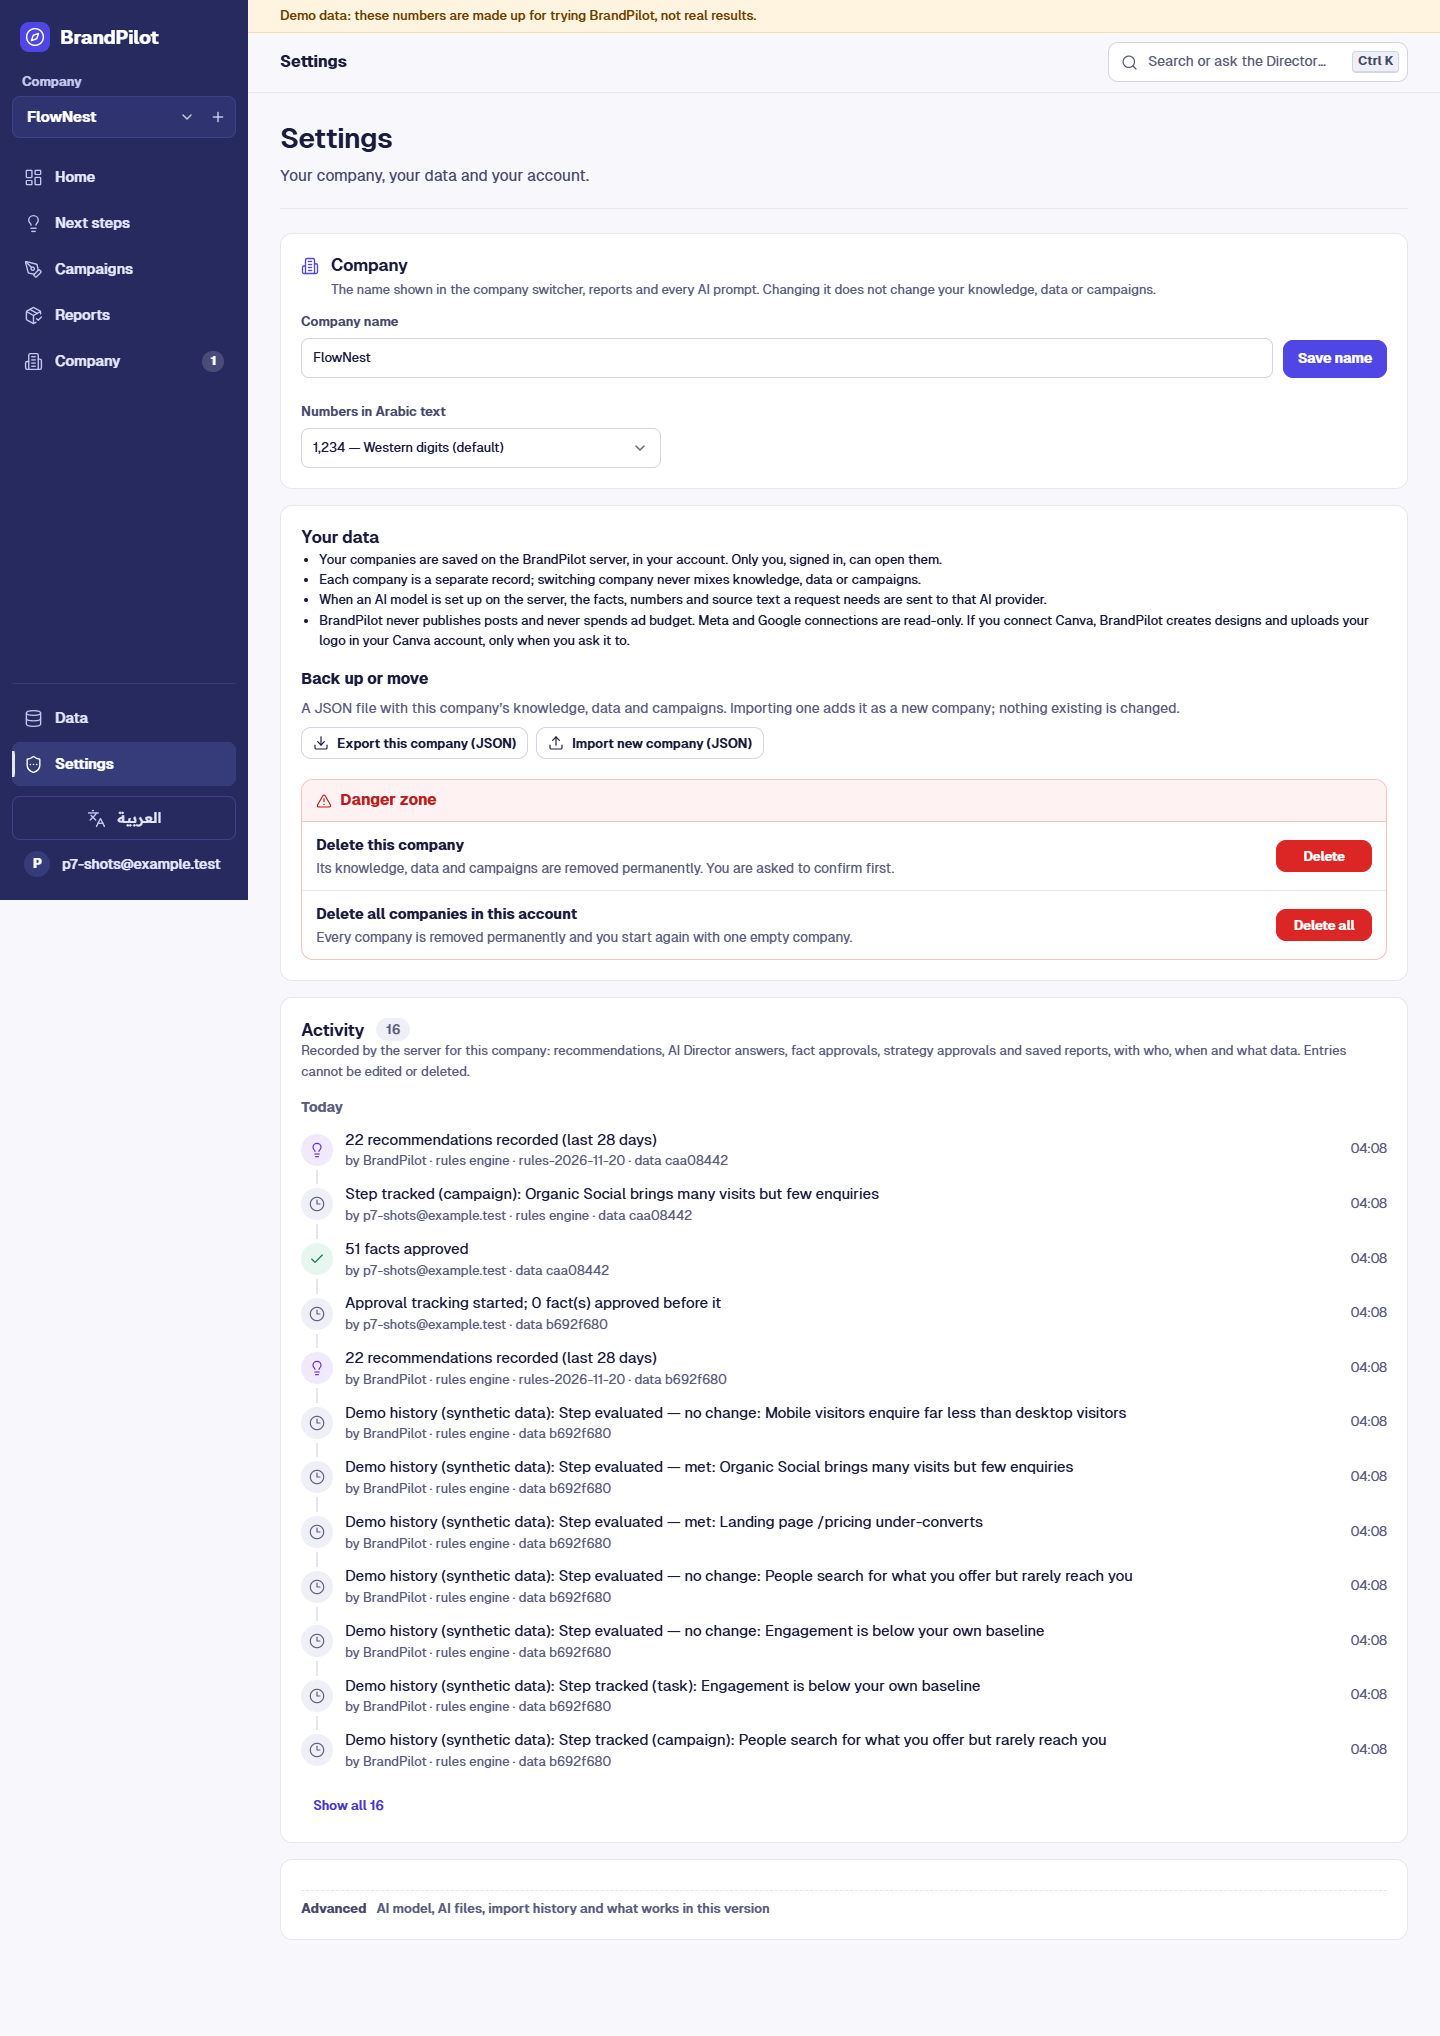 BrandPilot
Company
FlowNest
Home
Next steps
Campaigns
Reports
Company 1
Data
Settings
العربية
P p7-shots@example.test
Demo data: these numbers are made up for trying BrandPilot, not real results.
Settings
Search or ask the Director... Ctrl K
Settings
Your company, your data and your account.
Company
The name shown in the company switcher, reports and every AI prompt. Changing it does not change your knowledge, data or campaigns.
Company name
FlowNest
Save name
Numbers in Arabic text
1,234 — Western digits (default)
Your data
• Your companies are saved on the BrandPilot server, in your account. Only you, signed in, can open them.
• Each company is a separate record; switching company never mixes knowledge, data or campaigns.
• When an AI model is set up on the server, the facts, numbers and source text a request needs are sent to that AI provider.
• BrandPilot never publishes posts and never spends ad budget. Meta and Google connections are read-only. If you connect Canva, BrandPilot creates designs and uploads your
logo in your Canva account, only when you ask it to.
Back up or move
A JSON file with this company's knowledge, data and campaigns. Importing one adds it as a new company; nothing existing is changed.
Export this company (JSON) Import new company (JSON)
Danger zone
Delete this company
Its knowledge, data and campaigns are removed permanently. You are asked to confirm first.
Delete
Delete all companies in this account
Every company is removed permanently and you start again with one empty company.
Delete all
Activity 16
Recorded by the server for this company: recommendations, AI Director answers, fact approvals, strategy approvals and saved reports, with who, when and what data. Entries
cannot be edited or deleted.
Today
22 recommendations recorded (last 28 days)
by BrandPilot · rules engine · rules-2026-11-20 · data caa08442
04:08
Step tracked (campaign): Organic Social brings many visits but few enquiries
by p7-shots@example.test · rules engine · data caa08442
04:08
51 facts approved
by p7-shots@example.test · data caa08442
04:08
Approval tracking started; 0 fact(s) approved before it
by p7-shots@example.test · data b692f680
04:08
22 recommendations recorded (last 28 days)
by BrandPilot · rules engine · rules-2026-11-20 · data b692f680
04:08
Demo history (synthetic data): Step evaluated — no change: Mobile visitors enquire far less than desktop visitors
by BrandPilot · rules engine · data b692f680
04:08
Demo history (synthetic data): Step evaluated — met: Organic Social brings many visits but few enquiries
by BrandPilot · rules engine · data b692f680
04:08
Demo history (synthetic data): Step evaluated — met: Landing page /pricing under-converts
by BrandPilot · rules engine · data b692f680
04:08
Demo history (synthetic data): Step evaluated — no change: People search for what you offer but rarely reach you
by BrandPilot · rules engine · data b692f680
04:08
Demo history (synthetic data): Step evaluated — no change: Engagement is below your own baseline
by BrandPilot · rules engine · data b692f680
04:08
Demo history (synthetic data): Step tracked (task): Engagement is below your own baseline
by BrandPilot · rules engine · data b692f680
04:08
Demo history (synthetic data): Step tracked (campaign): People search for what you offer but rarely reach you
by BrandPilot · rules engine · data b692f680
04:08
Show all 16
Advanced AI model, AI files, import history and what works in this version